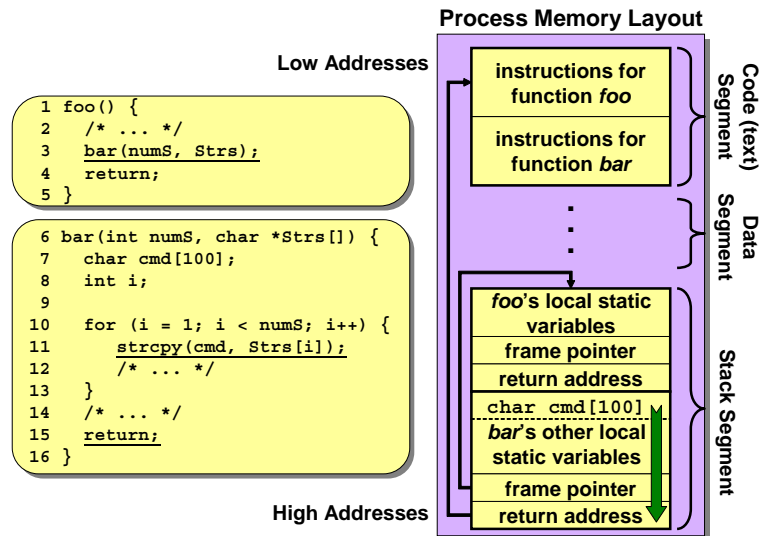 Process Memory Layout
Low Addresses
1 foo() {
2 /* ... */
3 bar(numS, Strs);
4 return;
5 }
6 bar(int numS, char *Strs[]) {
7 char cmd[100];
8 int i;
9
10 for (i = 1; i < numS; i++) {
11 strcpy(cmd, Strs[i]);
12 /* ... */
13 }
14 /* ... */
15 return;
16 }
High Addresses
instructions for
function foo
instructions for
function bar
. . .
foo's local static
variables
frame pointer
return address
char cmd[100]
bar's other local
static variables
frame pointer
return address
Code (text)
Segment
Data
Segment
Stack Segment